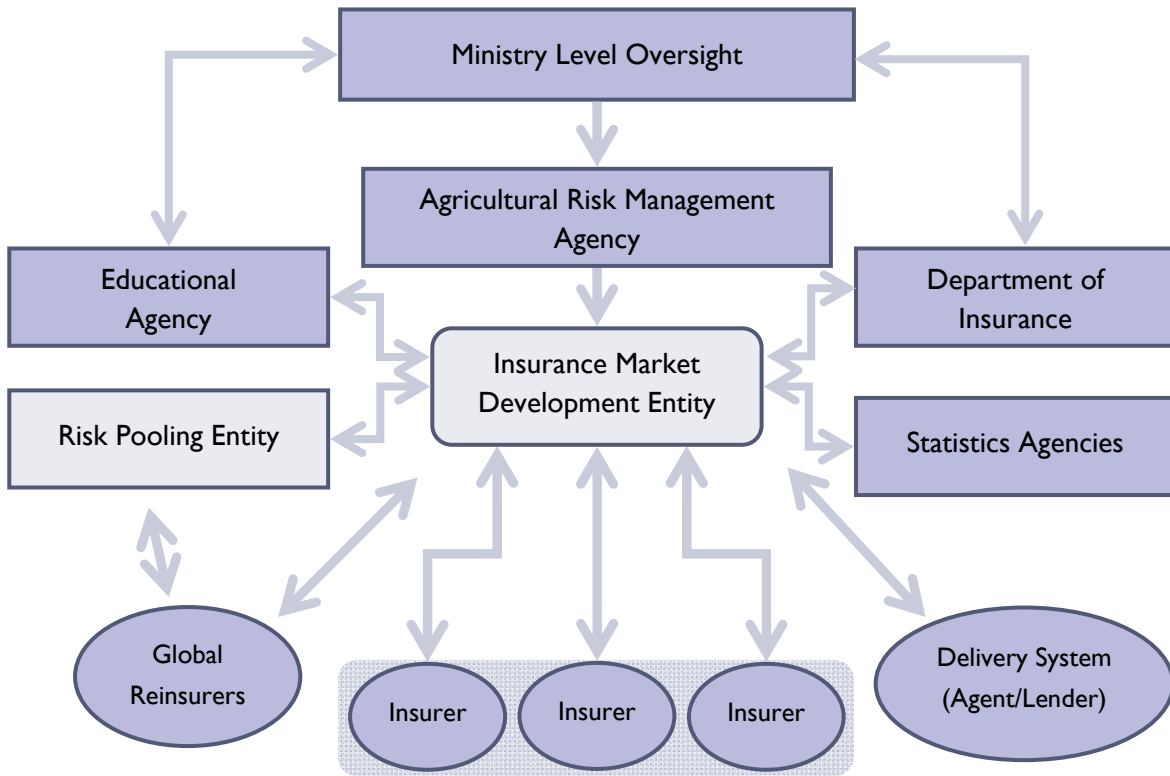 Ministry Level Oversight
Agricultural Risk Management
Agency
Educational
Agency
Department of
Insurance
Insurance Market
Development Entity
Risk Pooling Entity
Statistics Agencies
Global
Reinsurers
Insurer
Insurer
Insurer
Delivery System
(Agent/Lender)